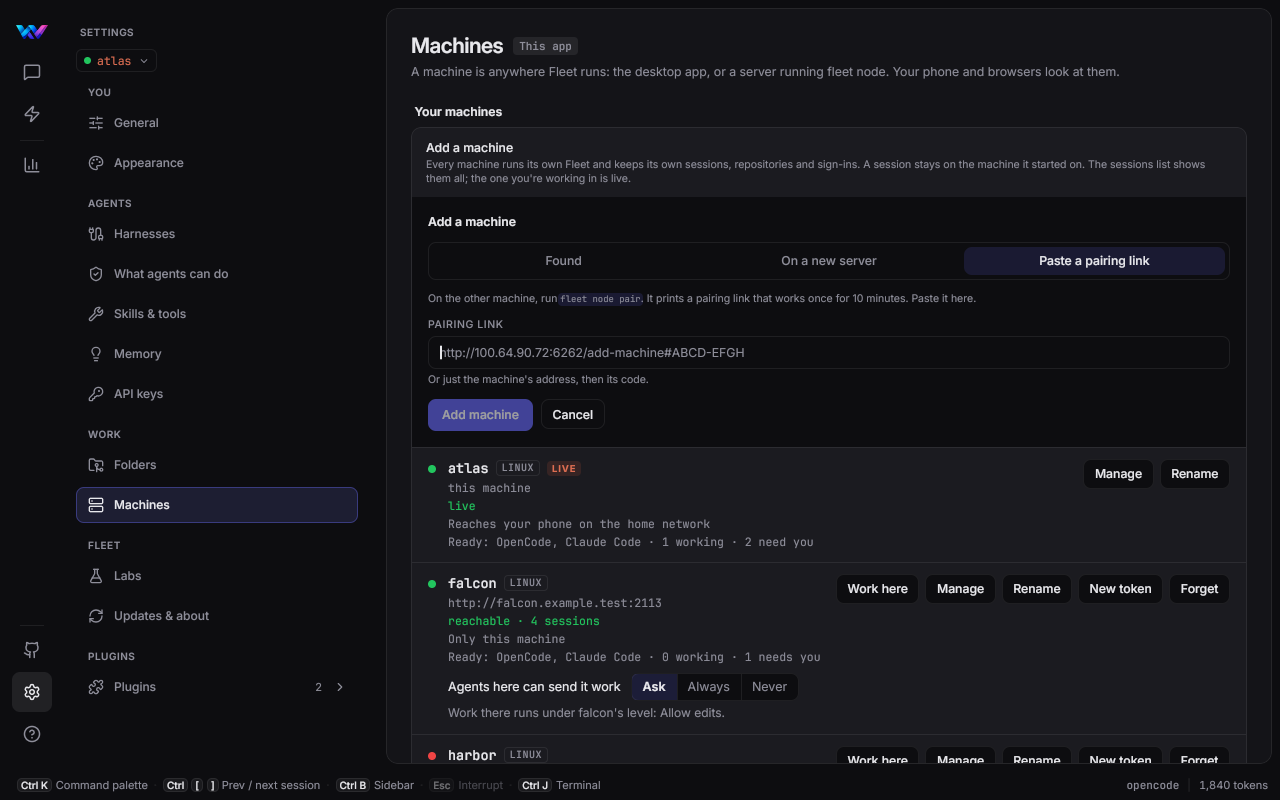 SETTINGS
atlas
YOU
General
Appearance
AGENTS
Harnesses
What agents can do
Skills & tools
Memory
API keys
WORK
Folders
Machines
FLEET
Labs
Updates & about
PLUGINS
Plugins 2
Machines This app
A machine is anywhere Fleet runs: the desktop app, or a server running fleet node. Your phone and browsers look at them.
Your machines
Add a machine
Every machine runs its own Fleet and keeps its own sessions, repositories and sign-ins. A session stays on the machine it started on. The sessions list shows
them all; the one you're working in is live.
Add a machine
Found On a new server Paste a pairing link
On the other machine, run fleet node pair. It prints a pairing link that works once for 10 minutes. Paste it here.
PAIRING LINK
http://100.64.90.72:6262/add-machine#ABCD-EFGH
Or just the machine's address, then its code.
Add machine Cancel
atlas LINUX LIVE Manage Rename
this machine
live
Reaches your phone on the home network
Ready: OpenCode, Claude Code · 1 working · 2 need you
falcon LINUX Work here Manage Rename New token Forget
http://falcon.example.test:2113
reachable · 4 sessions
Only this machine
Ready: OpenCode, Claude Code · 0 working · 1 needs you
Agents here can send it work Ask Always Never
Work there runs under falcon's level: Allow edits.
harbor LINUX Work here Manage Rename New token Forget
Ctrl K Command palette · Ctrl [ ] Prev / next session · Ctrl B Sidebar · Esc Interrupt · Ctrl J Terminal
opencode 1,840 tokens